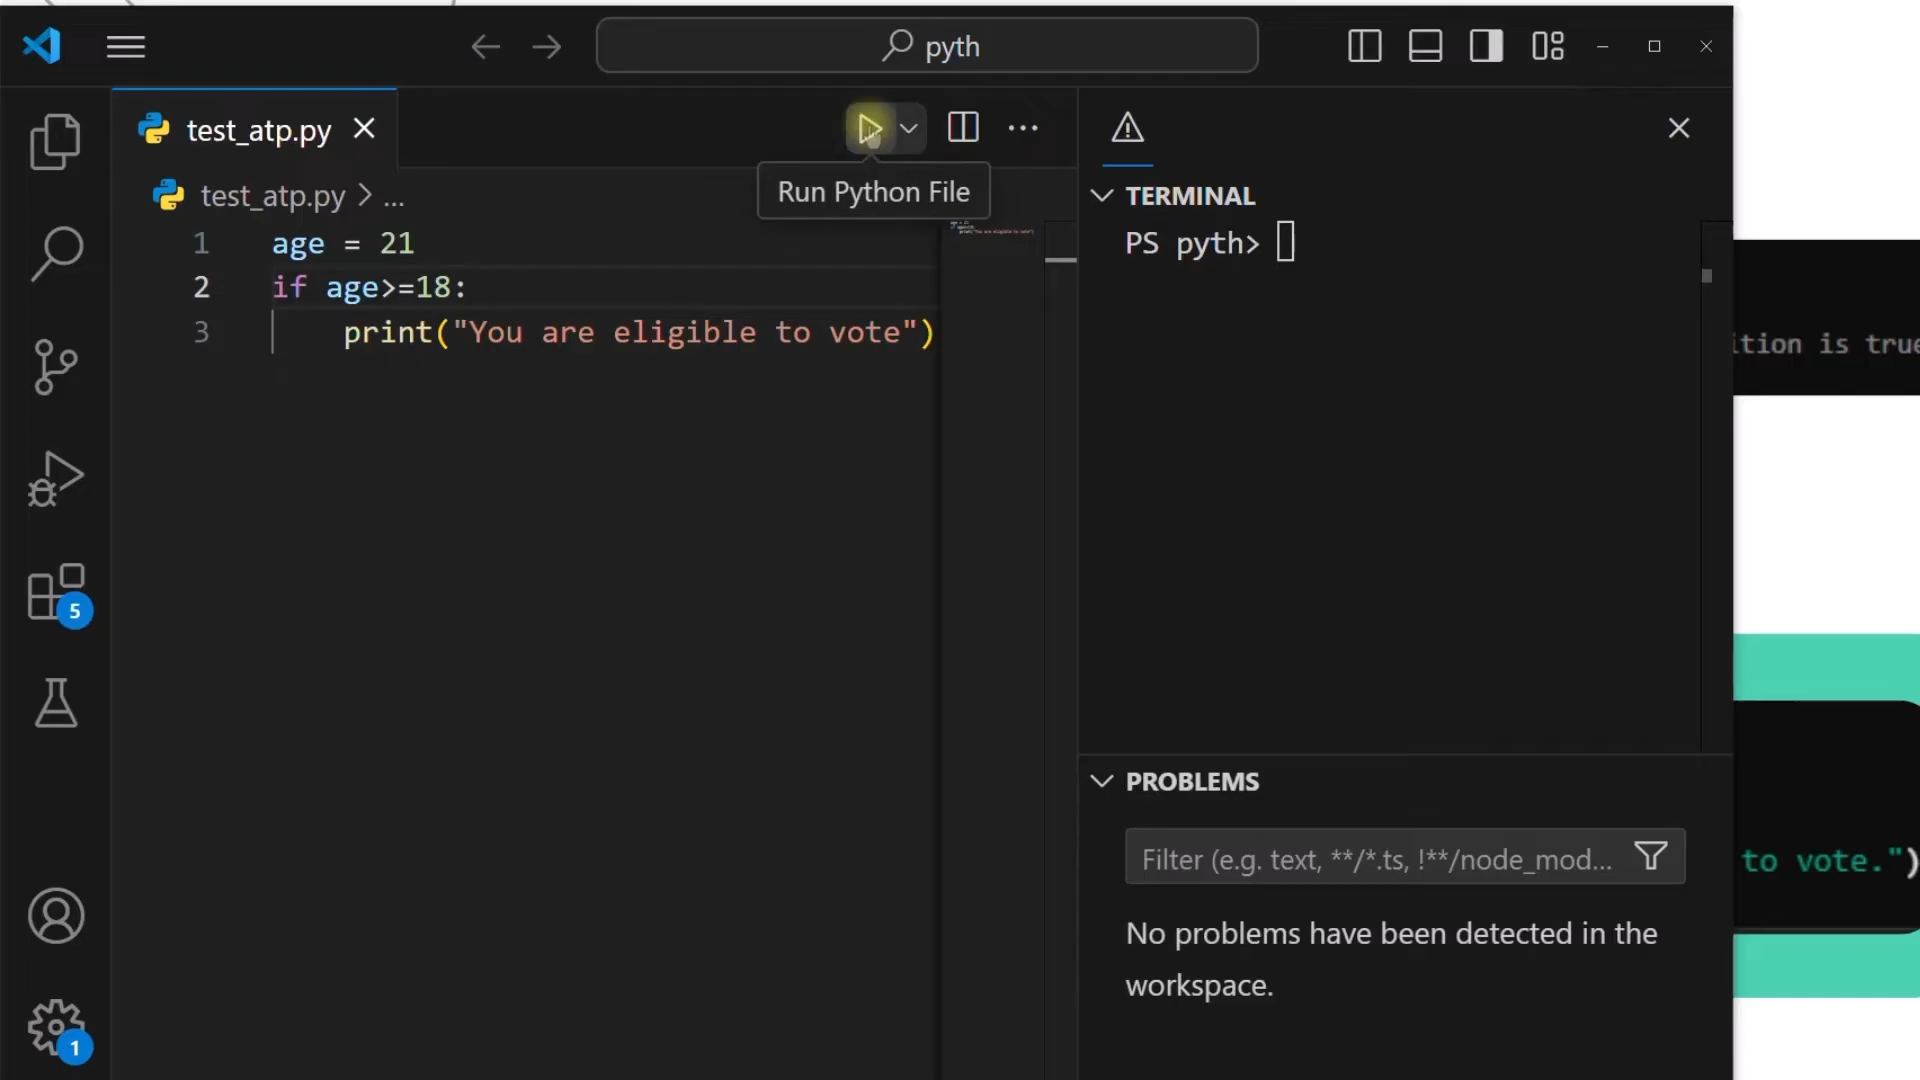 pyth
test_atp.py
Run Python File
test_atp.py > ...
1 age = 21
2 if age>=18:
3 print("You are eligible to vote")
TERMINAL
PS pyth>
PROBLEMS
Filter (e.g. text, **/*.ts, !**/node_mod...
No problems have been detected in the
workspace.
5
1
ition is true
to vote.")